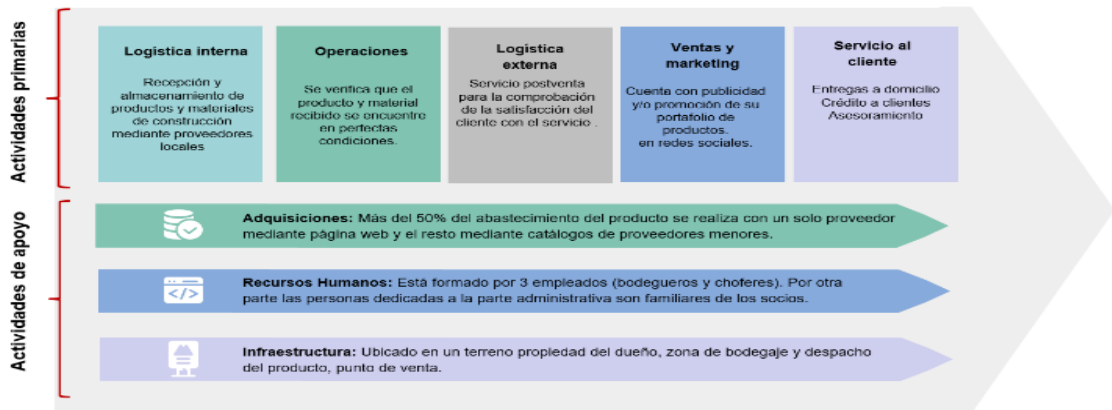 Actividades primarias
Logística interna
Recepción y
almacenamiento de
productos y materiales
de construcción
mediante proveedores
locales
Operaciones
Se verifica que el
producto y material
recibido se encuentre
en perfectas
condiciones.
Logística
externa
Servicio postventa
para la comprobación
de la satisfacción del
cliente con el servicio .
Ventas y
marketing
Cuenta con publicidad
y/o promoción de su
portafolio de
productos.
en redes sociales.
Servicio al
cliente
Entregas a domicilio
Crédito a clientes
Asesoramiento
Actividades de apoyo
Adquisiciones: Más del 50% del abastecimiento del producto se realiza con un solo proveedor
mediante página web y el resto mediante catálogos de proveedores menores.
</>
Recursos Humanos: Está formado por 3 empleados (bodegueros y choferes). Por otra
parte las personas dedicadas a la parte administrativa son familiares de los socios.
Infraestructura: Ubicado en un terreno propiedad del dueño, zona de bodegaje y despacho
del producto, punto de venta.